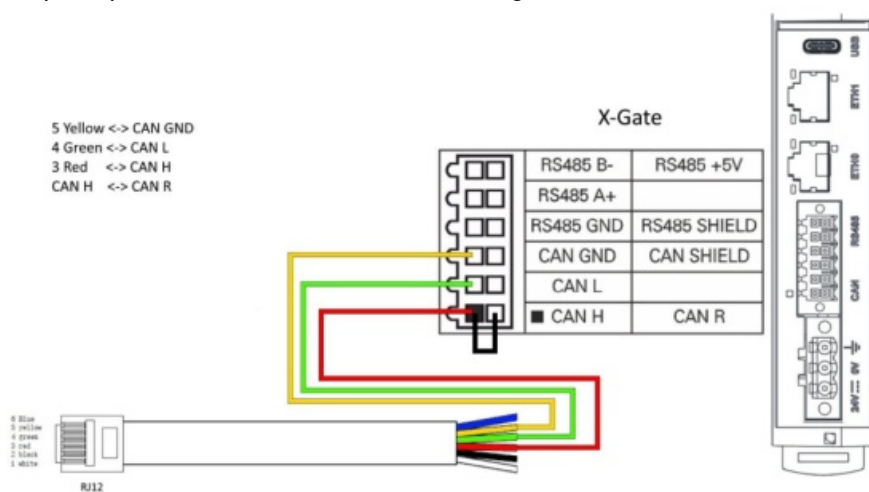 5 Yellow <-> CAN GND
4 Green <-> CAN L
3 Red <-> CAN H
CAN H <-> CAN R
X-Gate
RS485 B- RS485 +5V
RS485 A+
RS485 GND RS485 SHIELD
CAN GND CAN SHIELD
CAN L
CAN H CAN R
USB
ETH1
ETH0
RS485
CAN
24V 0V
6 Blue
5 yellow
4 green
3 red
2 black
1 white
RJ12